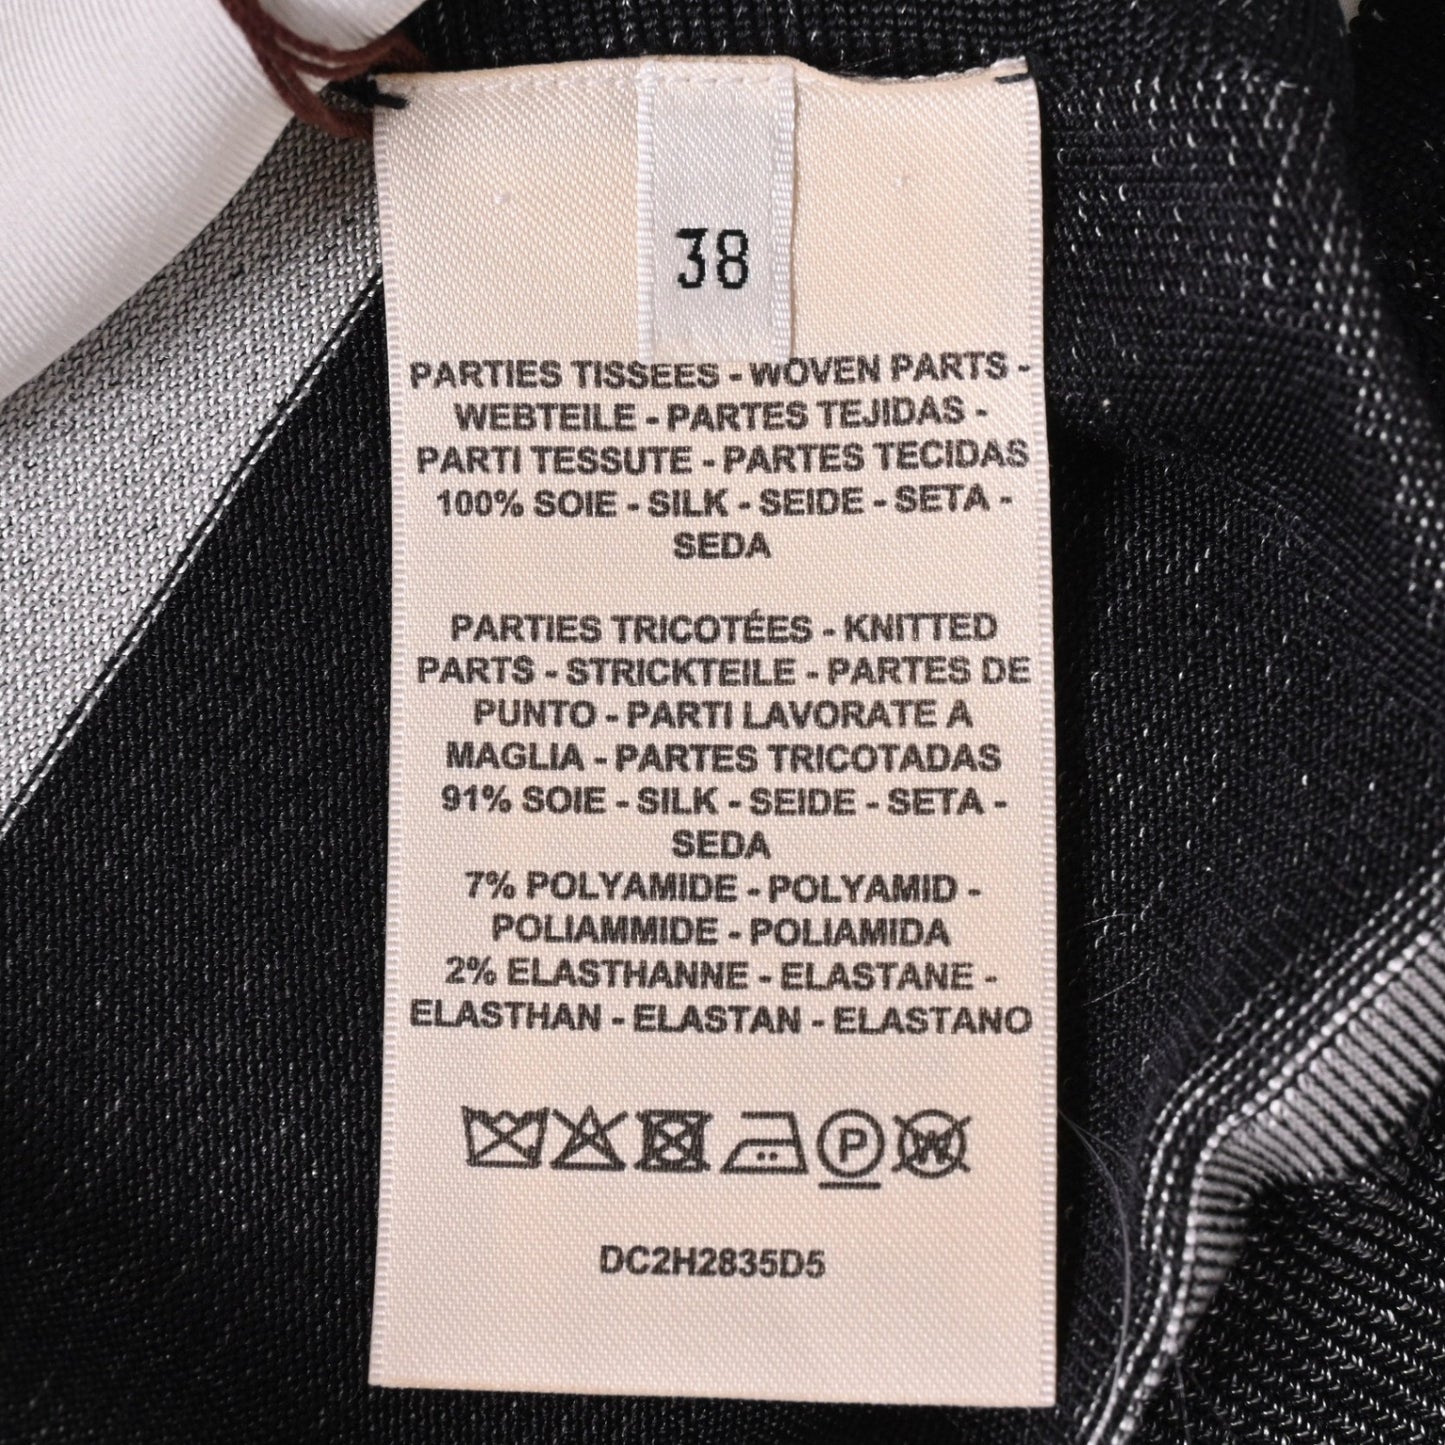 38
PARTIES TISSEES - WOVEN PARTS -
WEBTEILE - PARTES TEJIDAS -
PARTI TESSUTE - PARTES TECIDAS
100% SOIE - SILK - SEIDE - SETA -
SEDA
PARTIES TRICOTÉES - KNITTED
PARTS - STRICKTEILE - PARTES DE
PUNTO - PARTI LAVORATE A
MAGLIA - PARTES TRICOTADAS
91% SOIE - SILK - SEIDE - SETA -
SEDA
7% POLYAMIDE - POLYAMID -
POLIAMMIDE - POLIAMIDA
2% ELASTHANNE - ELASTANE -
ELASTHAN - ELASTAN - ELASTANO
P W
DC2H2835D5